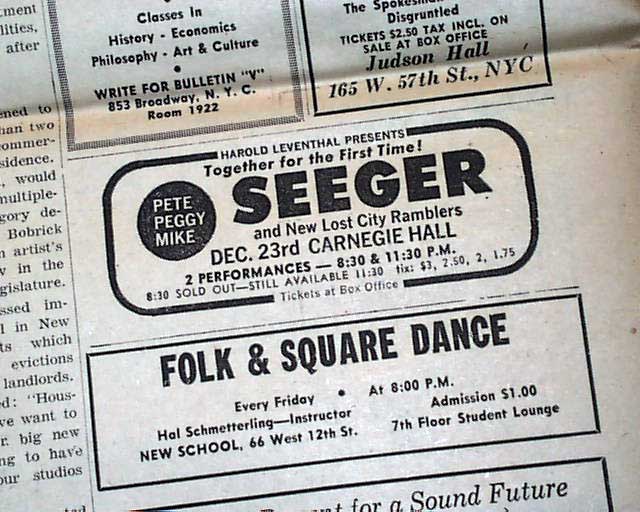 tment
lities,
after
ened to
han two
ommer-
sidence.
, would
multiple-
gory de-
Bobrick
n artist's
w in the
gislature.
ssed im-
l in New
ts which
evictions
landlords.
ed: "Hous-
ve want to
r. big new
ng to have
our studios
Classes In
History - Economics
Philosophy - Art & Culture
•
WRITE FOR BULLETIN "V"
853 Broadway, N. Y. C.
Room 1922
The
Disgruntled
TICKETS $2.50 TAX INCL. ON
SALE AT BOX OFFICE
Judson Hall
165 W. 57th St., NYC
HAROLD LEVENTHAL PRESENTS
Together for the First Time!
PETE
PEGGY
MIKE
SEEGER
and New Lost City Ramblers
DEC. 23rd CARNEGIE HALL
2 PERFORMANCES — 8:30 & 11:30 P.M.
8:30 SOLD OUT—STILL AVAILABLE 11:30 tix: $3, 2.50, 2, 1.75
Tickets at Box Office
FOLK & SQUARE DANCE
Every Friday • At 8:00 P.M.
Hal Schmetterling—Instructor Admission $1.00
NEW SCHOOL, 66 West 12th St. 7th Floor Student Lounge
for a Sound Future